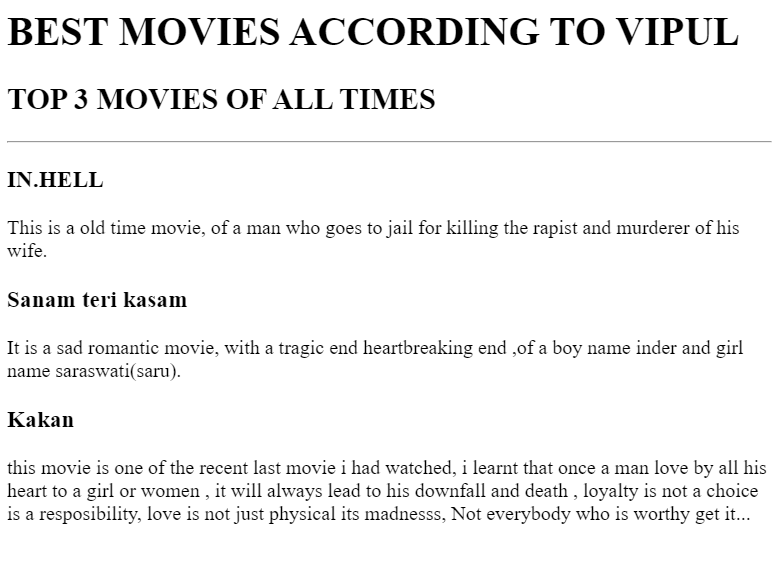 BEST MOVIES ACCORDING TO VIPUL
TOP 3 MOVIES OF ALL TIMES
IN.HELL
This is a old time movie, of a man who goes to jail for killing the rapist and murderer of his
wife.
Sanam teri kasam
It is a sad romantic movie, with a tragic end heartbreaking end ,of a boy name inder and girl
name saraswati(saru).
Kakan
this movie is one of the recent last movie i had watched, i learnt that once a man love by all his
heart to a girl or women , it will always lead to his downfall and death , loyalty is not a choice
is a resposibility, love is not just physical its madnesss, Not everybody who is worthy get it...